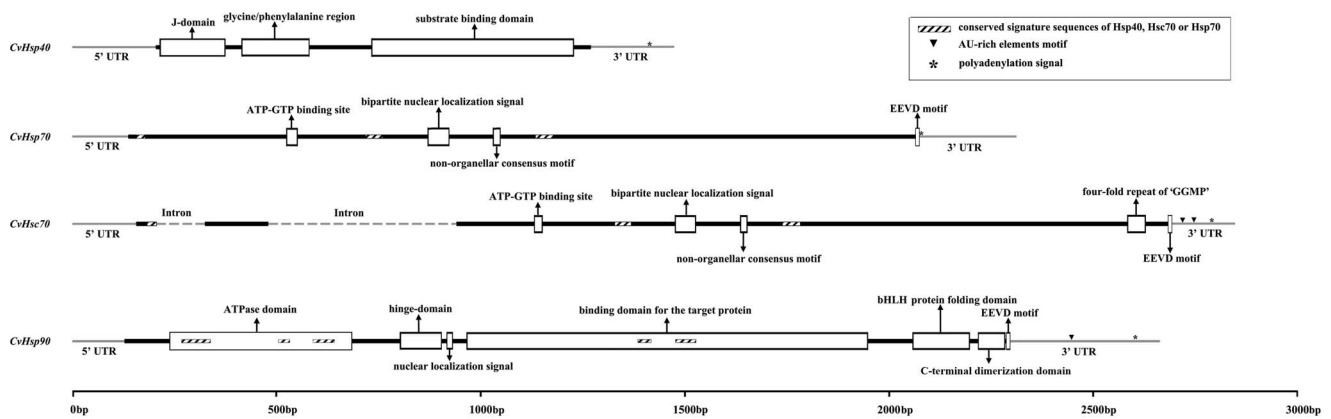 J-domain
glycine/phenylalanine region
substrate binding domain
CvHsp40
5' UTR
*
3' UTR
conserved signature sequences of Hsp40, Hsc70 or Hsp70
AU-rich elements motif
* polyadenylation signal
ATP-GTP binding site
bipartite nuclear localization signal
EEVD motif
CvHsp70
5' UTR
non-organellar consensus motif
*
3' UTR
ATP-GTP binding site
bipartite nuclear localization signal
four-fold repeat of ‘GGMP’
CvHsc70
5' UTR
Intron
Intron
non-organellar consensus motif
*
3' UTR
EEVD motif
ATPase domain
hinge-domain
binding domain for the target protein
bHLH protein folding domain
EEVD motif
CvHsp90
5' UTR
nuclear localization signal
C-terminal dimerization domain
*
3' UTR
0bp 500bp 1000bp 1500bp 2000bp 2500bp 3000bp